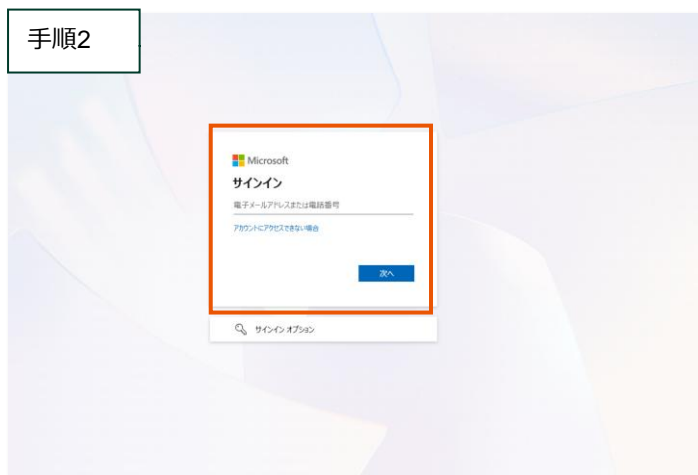 手順2
Microsoft
サインイン
電子メールアドレスまたは電話番号
アカウントにアクセスできない場合
次へ
サインイン オプション